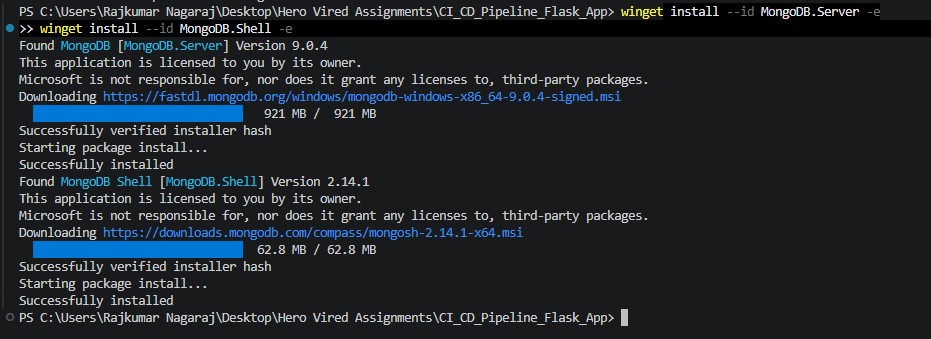 PS C:\Users\Rajkumar Nagaraj\Desktop\Hero Vired Assignments\CI_CD_Pipeline_Flask_App> winget install --id MongoDB.Server -e
>> winget install --id MongoDB.Shell -e
Found MongoDB [MongoDB.Server] Version 9.0.4
This application is licensed to you by its owner.
Microsoft is not responsible for, nor does it grant any licenses to, third-party packages.
Downloading https://fastdl.mongodb.org/windows/mongodb-windows-x86_64-9.0.4-signed.msi
921 MB / 921 MB
Successfully verified installer hash
Starting package install...
Successfully installed
Found MongoDB Shell [MongoDB.Shell] Version 2.14.1
This application is licensed to you by its owner.
Microsoft is not responsible for, nor does it grant any licenses to, third-party packages.
Downloading https://downloads.mongodb.com/compass/mongosh-2.14.1-x64.msi
62.8 MB / 62.8 MB
Successfully verified installer hash
Starting package install...
Successfully installed
PS C:\Users\Rajkumar Nagaraj\Desktop\Hero Vired Assignments\CI_CD_Pipeline_Flask_App>